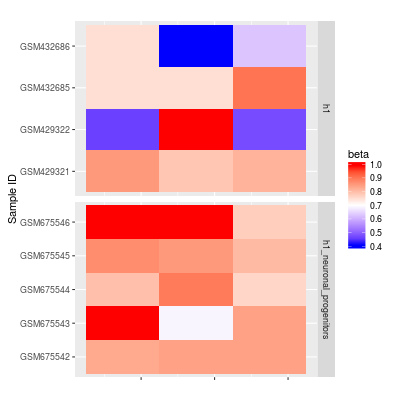 GSM432686
GSM432685
GSM429322
GSM429321
h1
GSM675546
GSM675545
GSM675544
GSM675543
GSM675542
h1_neuronal_progenitors
Sample ID
beta
1.0
0.9
0.8
0.7
0.6
0.5
0.4